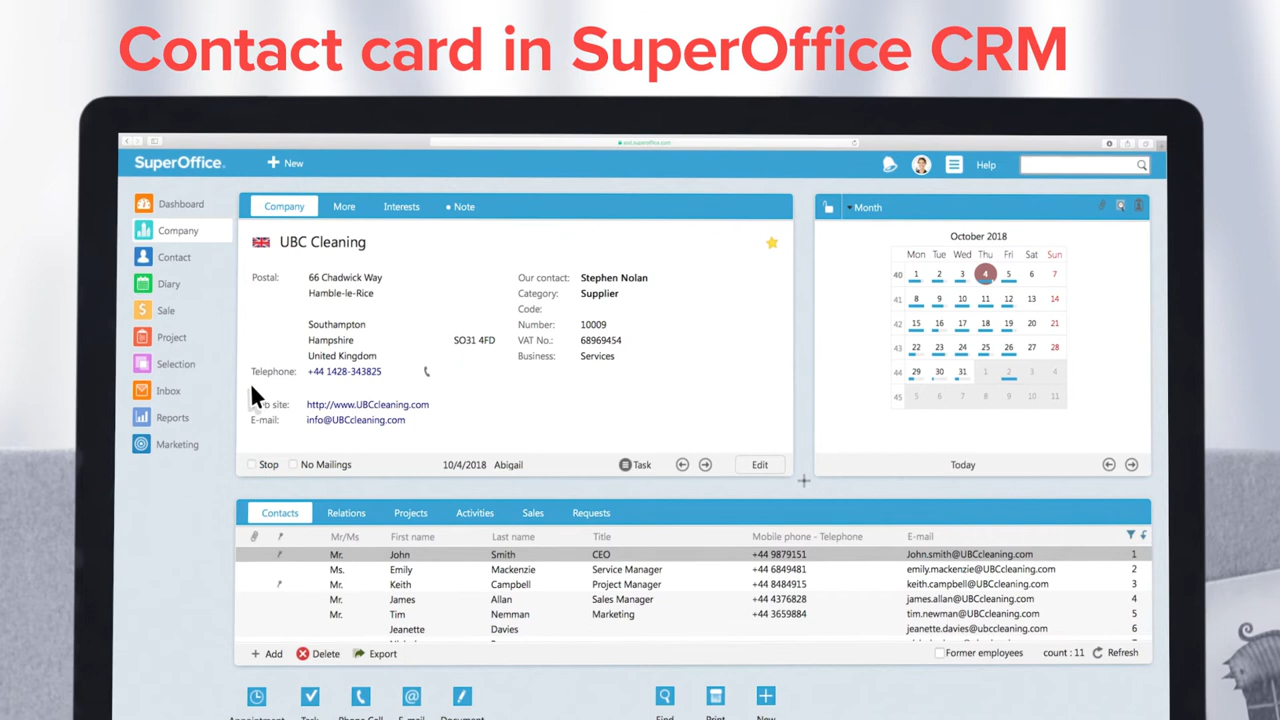 Contact card in SuperOffice CRM
SuperOffice. + New Help
Dashboard
Company
Contact
Diary
Sale
Project
Selection
Inbox
Reports
Marketing
Company More Interests • Note
UBC Cleaning
Postal: 66 Chadwick Way
Hamble-le-Rice
Southampton
Hampshire SO31 4FD
United Kingdom
Telephone: +44 1428-343825
site: http://www.UBCcleaning.com
E-mail: info@UBCcleaning.com
Our contact: Stephen Nolan
Category: Supplier
Code:
Number: 10009
VAT No.: 68969454
Business: Services
Stop No Mailings 10/4/2018 Abigail Task Edit
Month
October 2018
Mon Tue Wed Thu Fri Sat Sun
40 1 2 3 4 5 6 7
41 8 9 10 11 12 13 14
42 15 16 17 18 19 20 21
43 22 23 24 25 26 27 28
44 29 30 31 1 2 3 4
45 5 6 7 8 9 10 11
Today
Contacts Relations Projects Activities Sales Requests
Mr/Ms First name Last name Title Mobile phone - Telephone E-mail
Mr. John Smith CEO +44 9879151 John.smith@UBCcleaning.com 1
Ms. Emily Mackenzie Service Manager +44 6849481 emily.mackenzie@UBCcleaning.com 2
Mr. Keith Campbell Project Manager +44 8484915 keith.campbell@UBCcleaning.com 3
Mr. James Allan Sales Manager +44 4376828 james.allan@UBCcleaning.com 4
Mr. Tim Nemman Marketing +44 3659884 tim.newman@UBCcleaning.com 5
Jeanette Davies jeanette.davies@ubccleaning.com 6
+ Add Delete Export Former employees count : 11 Refresh
Task Phone Call E-mail Document Find Print New